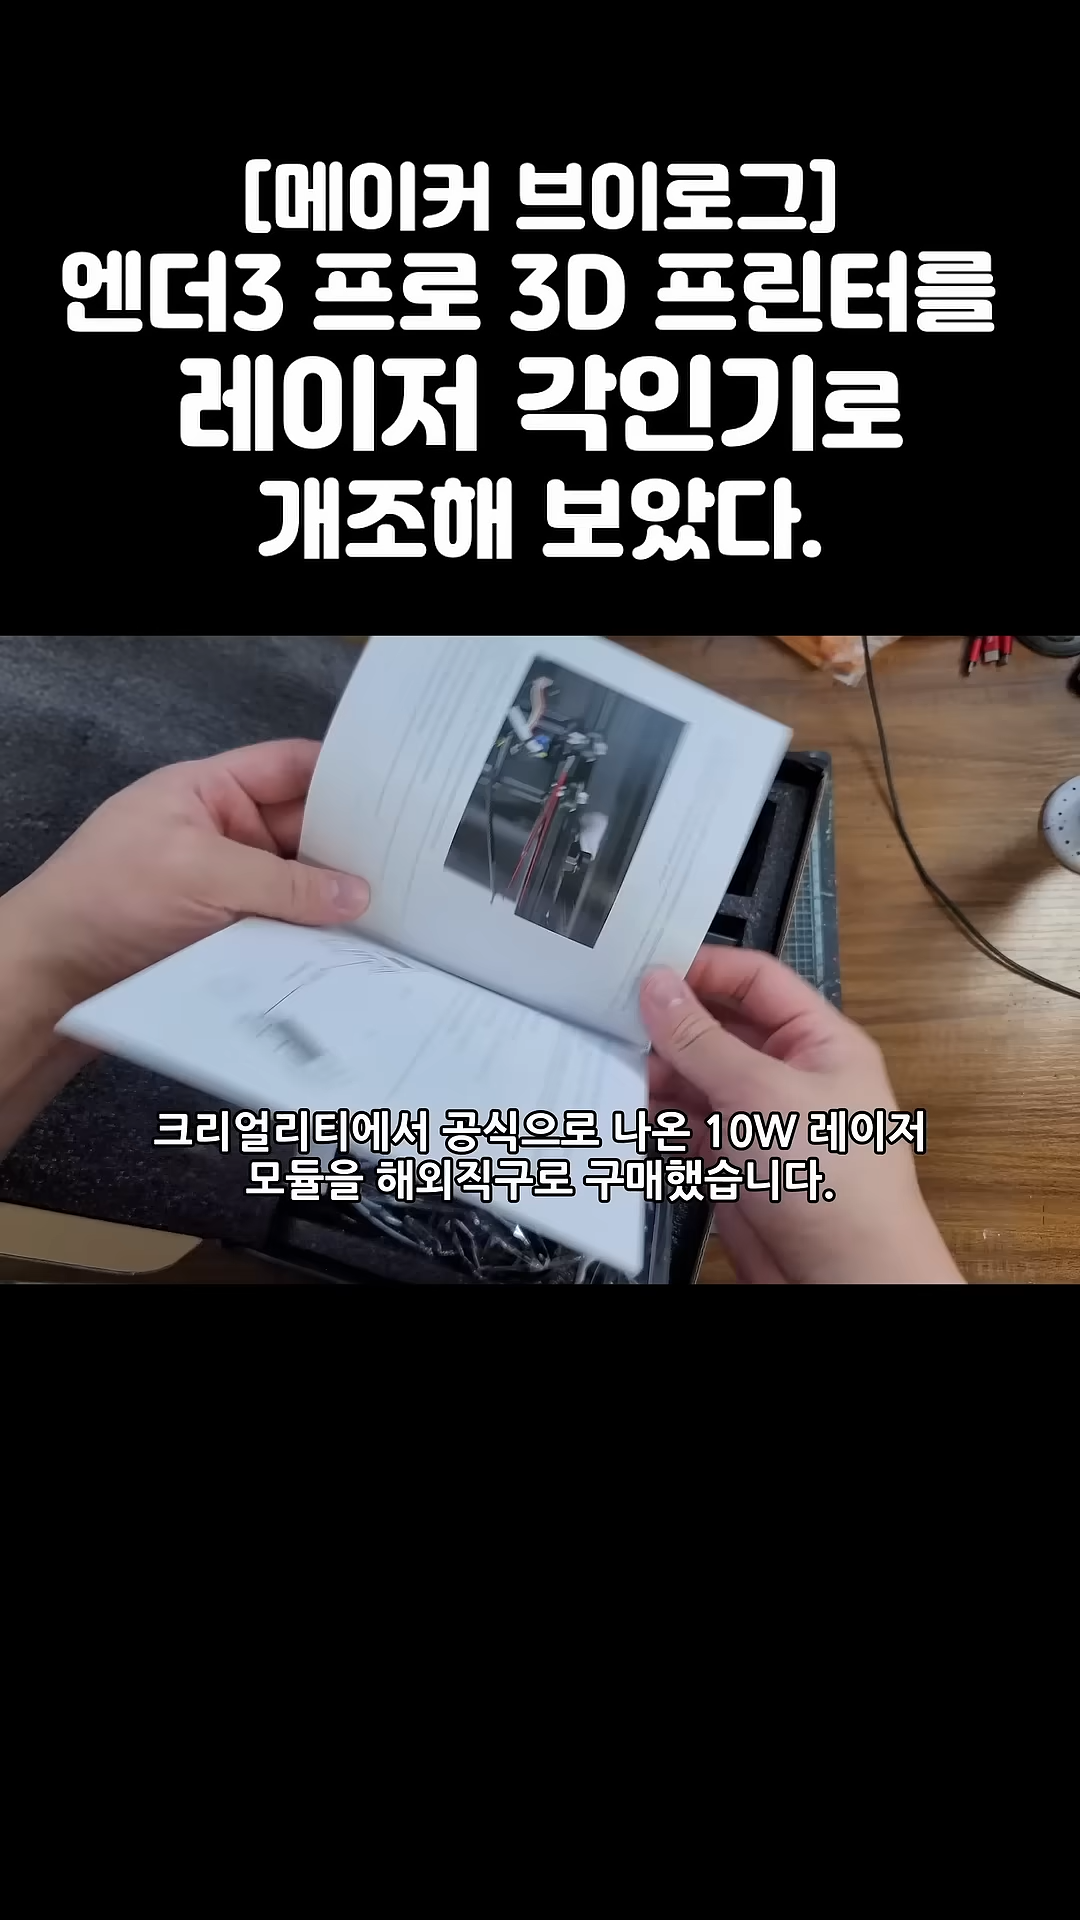 [메이커 브이로그]
엔더3 프로 3D 프린터를
레이저 각인기로
개조해 보았다.
크리얼리티에서 공식으로 나온 10W 레이저
모듈을 해외직구로 구매했습니다.